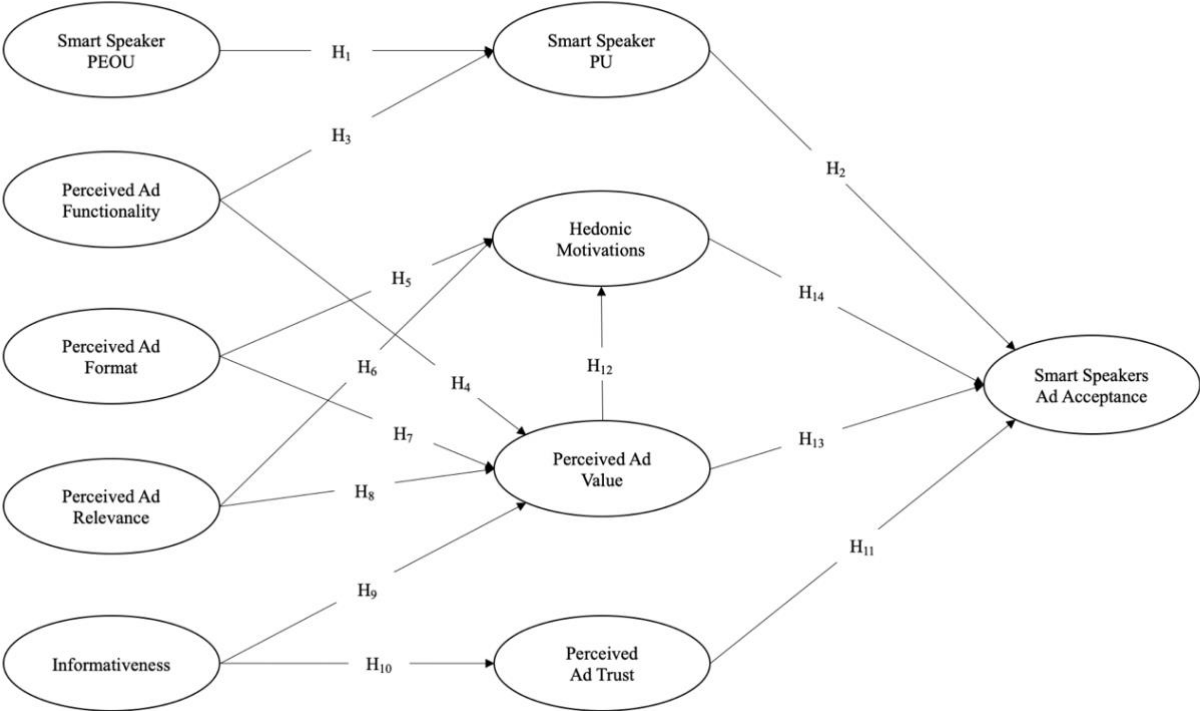 Smart Speaker
PEOU
H₁
Smart Speaker
PU
H₃
H₂
Perceived Ad
Functionality
Hedonic
Motivations
H₅
H₁₄
Perceived Ad
Format
H₆
H₁₂
H₄
Smart Speakers
Ad Acceptance
H₇
H₁₃
Perceived Ad
Value
Perceived Ad
Relevance
H₈
H₁₁
H₉
Informativeness
H₁₀
Perceived
Ad Trust